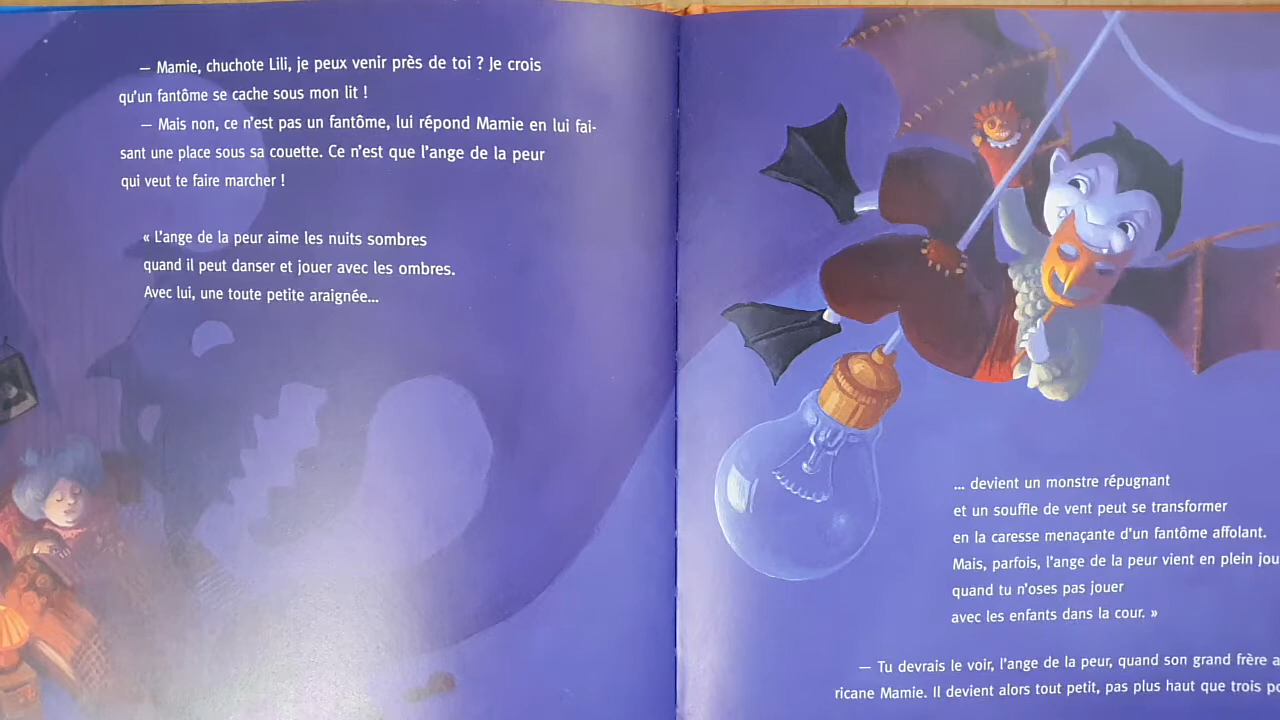 — Mamie, chuchote Lili, je peux venir près de toi ? Je crois
qu'un fantôme se cache sous mon lit !
— Mais non, ce n'est pas un fantôme, lui répond Mamie en lui fai-
sant une place sous sa couette. Ce n'est que l'ange de la peur
qui veut te faire marcher !
« L'ange de la peur aime les nuits sombres
quand il peut danser et jouer avec les ombres.
Avec lui, une toute petite araignée...
... devient un monstre répugnant
et un souffle de vent peut se transformer
en la caresse menaçante d'un fantôme affolant.
Mais, parfois, l'ange de la peur vient en plein
quand tu n'oses pas jouer
avec les enfants dans la cour. »
— Tu devrais le voir, l'ange de la peur, quand son grand frère
ricane Mamie. Il devient alors tout petit, pas plus haut que trois